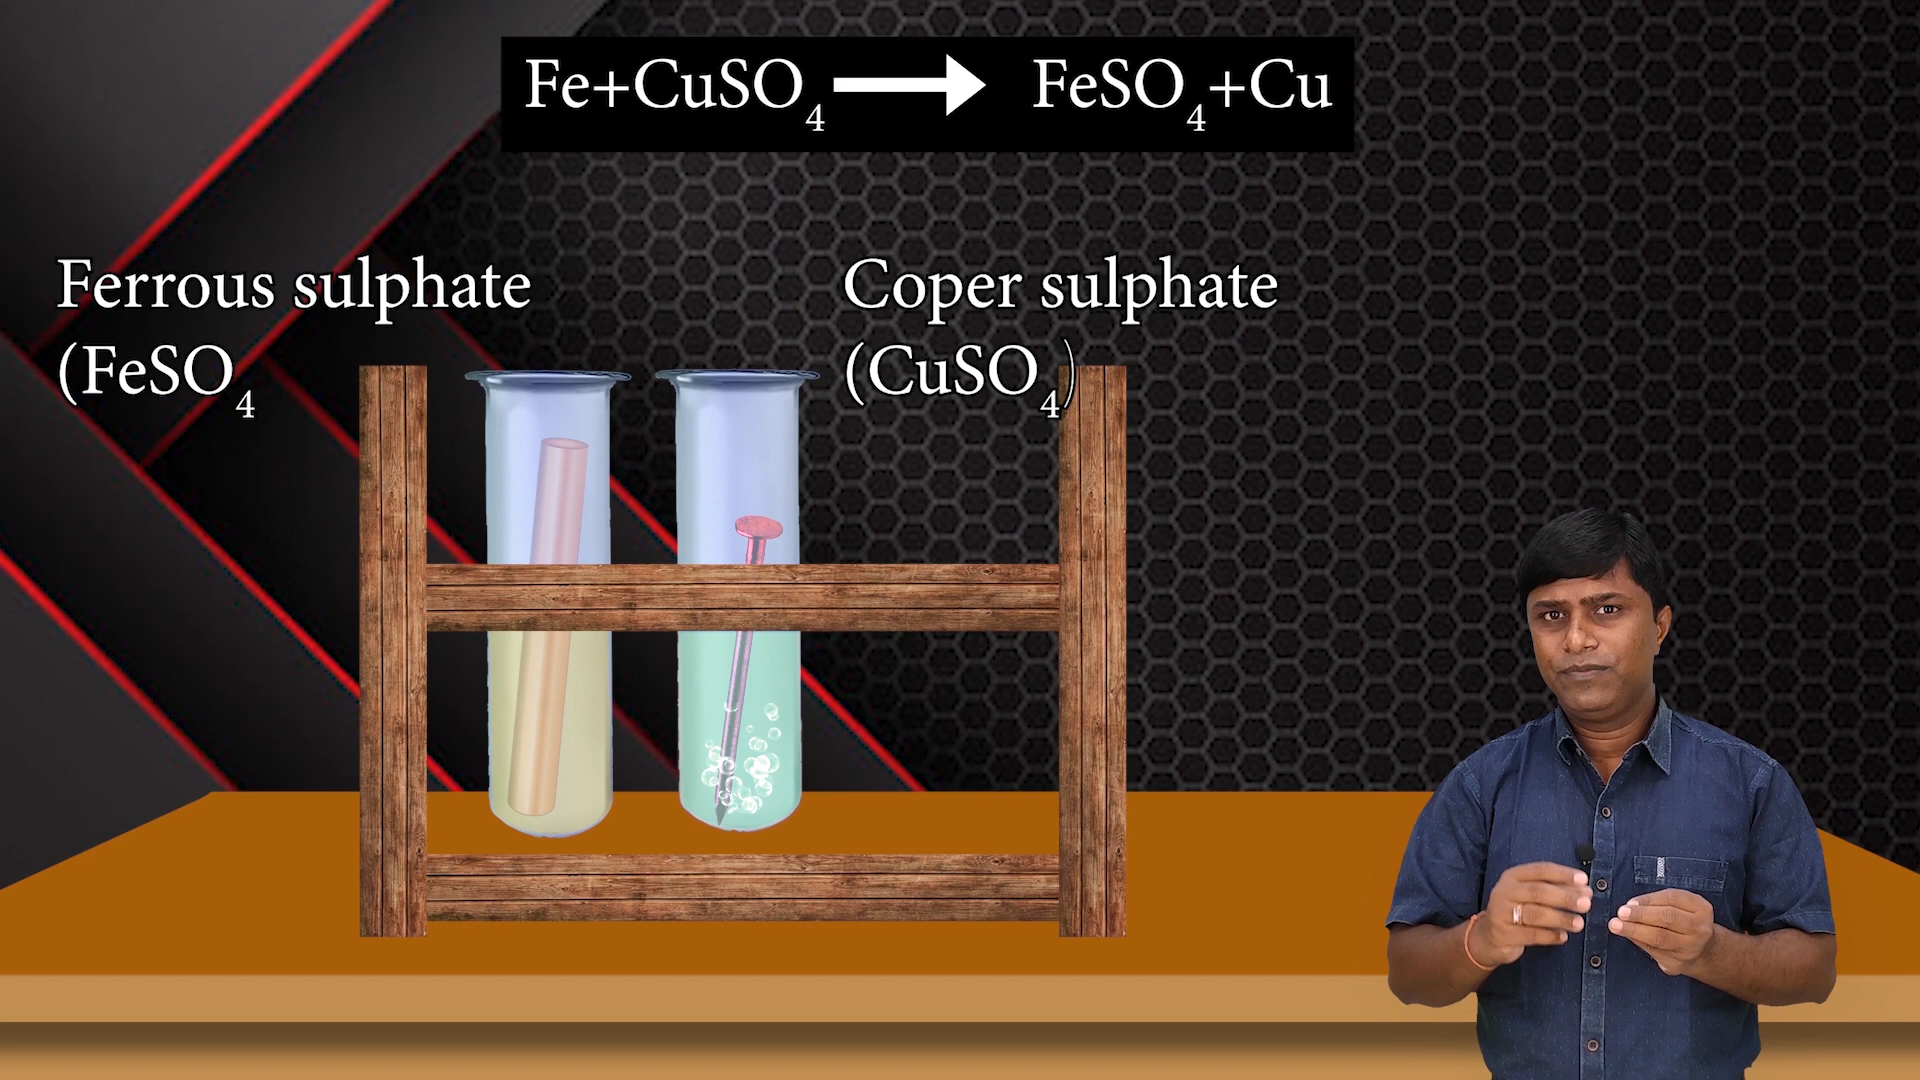 Fe+CuSO₄ → FeSO₄+Cu
Ferrous sulphate
(FeSO₄
Coper sulphate
(CuSO₄)